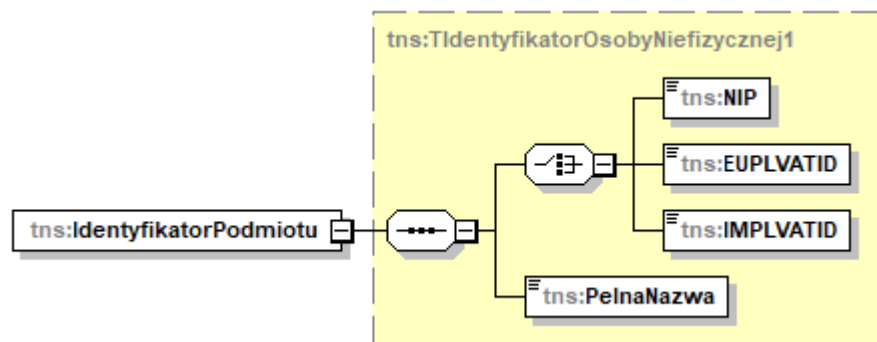 tns:TIdentyfikatorOsobyNiefizycznej1
tns:NIP
tns:EUPLVATID
tns:IdentyfikatorPodmiotu
tns:IMPLVATID
tns:PelnaNazwa